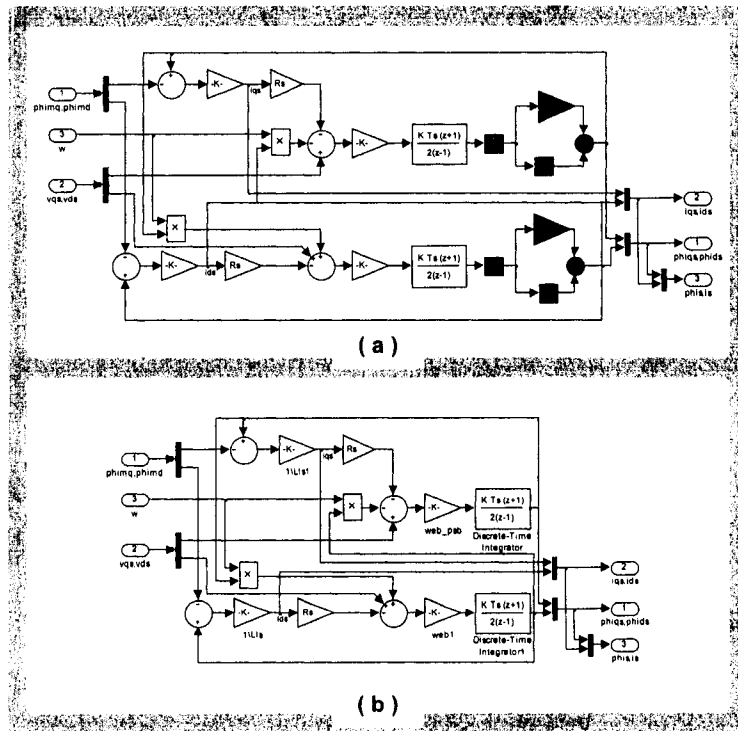 1
phimq,phimd
-K-
iqs
Rs
3
w
×
-K-
K Ts (z+1)
2(z-1)
2
vqs,vds
2
iqs,ids
×
1
phiqs,phids
-K-
ids
Rs
-K-
K Ts (z+1)
2(z-1)
3
phis,is
(a)
1
phimq,phimd
-K-
1\Lls1
iqs
Rs
3
w
×
-K-
web_psb
K Ts (z+1)
2(z-1)
Discrete-Time
Integrator
2
vqs,vds
2
iqs,ids
×
-K-
1\Lls
ids
Rs
-K-
web1
K Ts (z+1)
2(z-1)
Discrete-Time
Integrator1
1
phiqs,phids
3
phis,is
(b)